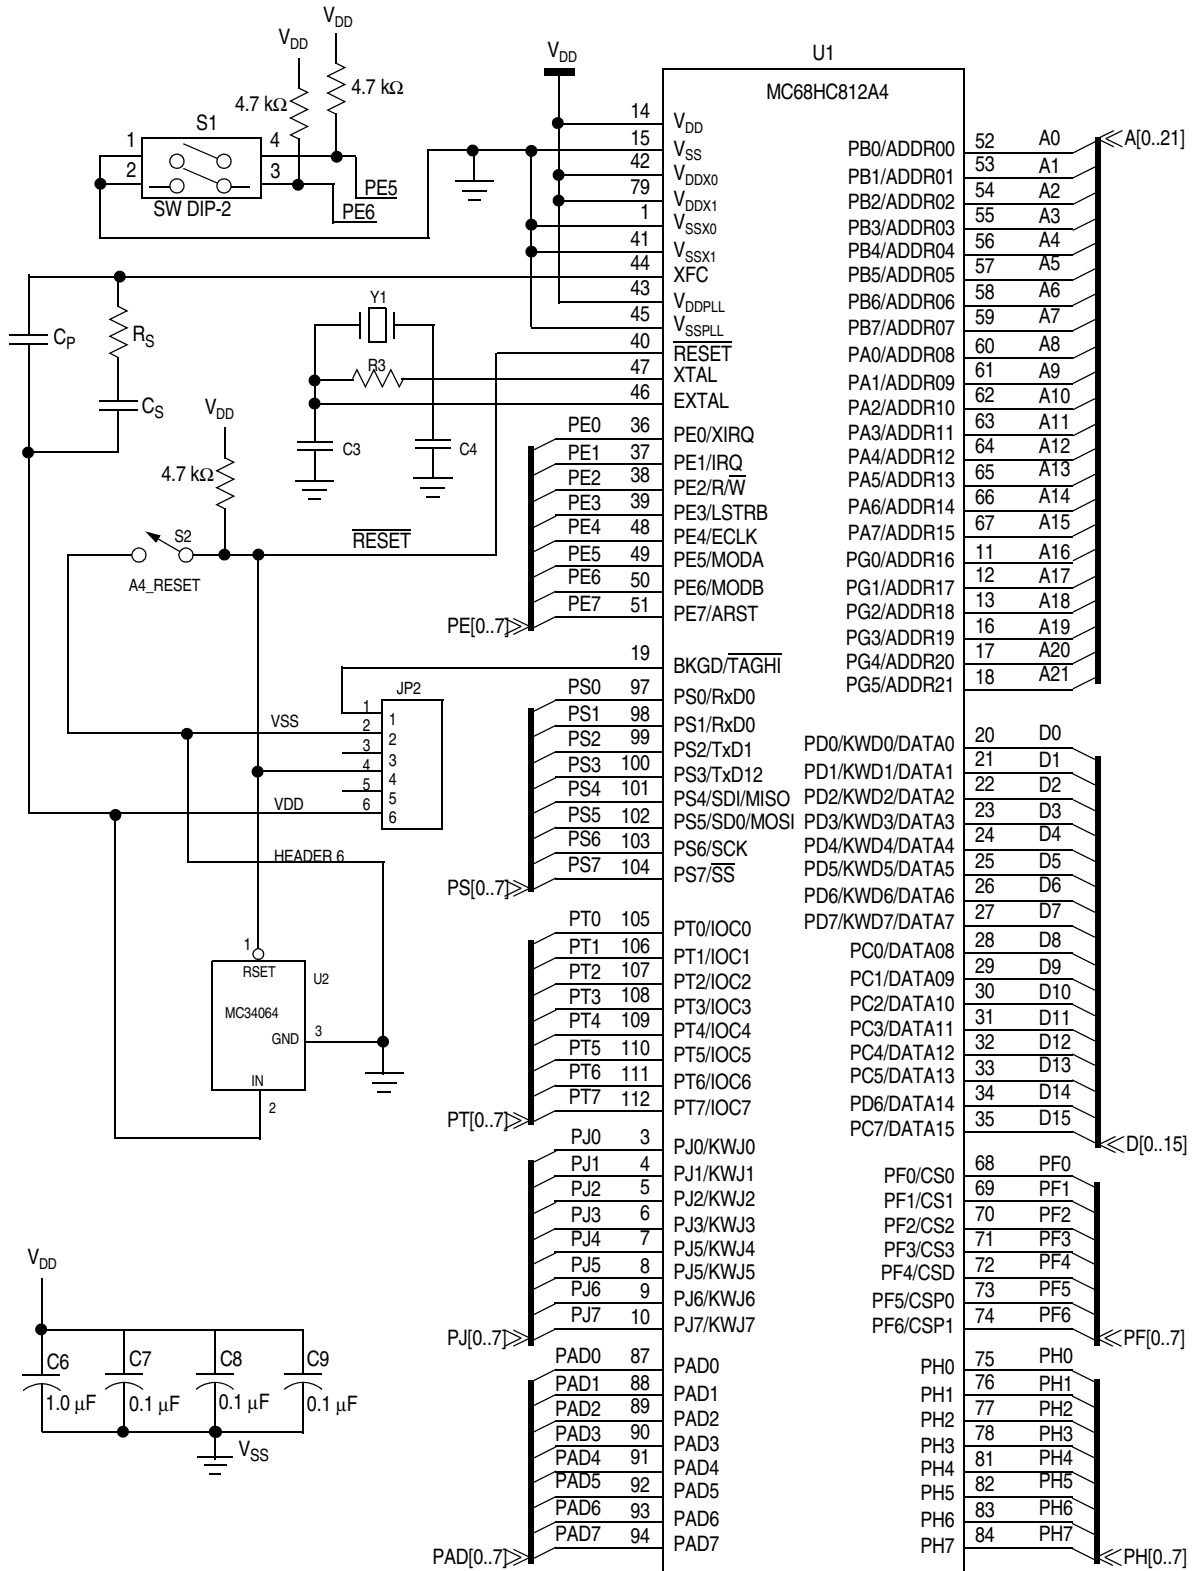 VDD
VDD
4.7 kΩ
4.7 kΩ
S1
1
2
4
3
SW DIP-2
PE5
PE6
VDD
U1
MC68HC812A4
14 VDD
15 VSS
42 VDDX0
79 VDDX1
1 VSSX0
41 VSSX1
44 XFC
43 VDDPLL
45 VSSPLL
40 RESET
47 XTAL
46 EXTAL
CP
RS
CS
Y1
R3
C3
C4
VDD
4.7 kΩ
S2
A4_RESET
RESET
PE0 36 PE0/XIRQ
PE1 37 PE1/IRQ
PE2 38 PE2/R/W
PE3 39 PE3/LSTRB
PE4 48 PE4/ECLK
PE5 49 PE5/MODA
PE6 50 PE6/MODB
PE7 51 PE7/ARST
PE[0..7]
19 BKGD/TAGHI
JP2
1 1
VSS 2 2
3 3
4 4
5 5
VDD 6 6
HEADER 6
PS0 97 PS0/RxD0
PS1 98 PS1/RxD0
PS2 99 PS2/TxD1
PS3 100 PS3/TxD12
PS4 101 PS4/SDI/MISO
PS5 102 PS5/SD0/MOSI
PS6 103 PS6/SCK
PS7 104 PS7/SS
PS[0..7]
1
RSET
U2
MC34064
GND 3
IN
2
PT0 105 PT0/IOC0
PT1 106 PT1/IOC1
PT2 107 PT2/IOC2
PT3 108 PT3/IOC3
PT4 109 PT4/IOC4
PT5 110 PT5/IOC5
PT6 111 PT6/IOC6
PT7 112 PT7/IOC7
PT[0..7]
PJ0 3 PJ0/KWJ0
PJ1 4 PJ1/KWJ1
PJ2 5 PJ2/KWJ2
PJ3 6 PJ3/KWJ3
PJ4 7 PJ5/KWJ4
PJ5 8 PJ5/KWJ5
PJ6 9 PJ6/KWJ6
PJ7 10 PJ7/KWJ7
PJ[0..7]
PAD0 87 PAD0
PAD1 88 PAD1
PAD2 89 PAD2
PAD3 90 PAD3
PAD4 91 PAD4
PAD5 92 PAD5
PAD6 93 PAD6
PAD7 94 PAD7
PAD[0..7]
VDD
C6
1.0 µF
C7
0.1 µF
C8
0.1 µF
C9
0.1 µF
VSS
PB0/ADDR00 52 A0
A[0..21]
PB1/ADDR01 53 A1
PB2/ADDR02 54 A2
PB3/ADDR03 55 A3
PB4/ADDR04 56 A4
PB5/ADDR05 57 A5
PB6/ADDR06 58 A6
PB7/ADDR07 59 A7
PA0/ADDR08 60 A8
PA1/ADDR09 61 A9
PA2/ADDR10 62 A10
PA3/ADDR11 63 A11
PA4/ADDR12 64 A12
PA5/ADDR13 65 A13
PA6/ADDR14 66 A14
PA7/ADDR15 67 A15
PG0/ADDR16 11 A16
PG1/ADDR17 12 A17
PG2/ADDR18 13 A18
PG3/ADDR19 16 A19
PG4/ADDR20 17 A20
PG5/ADDR21 18 A21
PD0/KWD0/DATA0 20 D0
PD1/KWD1/DATA1 21 D1
PD2/KWD2/DATA2 22 D2
PD3/KWD3/DATA3 23 D3
PD4/KWD4/DATA4 24 D4
PD5/KWD5/DATA5 25 D5
PD6/KWD6/DATA6 26 D6
PD7/KWD7/DATA7 27 D7
PC0/DATA08 28 D8
PC1/DATA09 29 D9
PC2/DATA10 30 D10
PC3/DATA11 31 D11
PC4/DATA12 32 D12
PC5/DATA13 33 D13
PD6/DATA14 34 D14
PC7/DATA15 35 D15
D[0..15]
PF0/CS0 68 PF0
PF1/CS1 69 PF1
PF2/CS2 70 PF2
PF3/CS3 71 PF3
PF4/CSD 72 PF4
PF5/CSP0 73 PF5
PF6/CSP1 74 PF6
PF[0..7]
PH0 75 PH0
PH1 76 PH1
PH2 77 PH2
PH3 78 PH3
PH4 81 PH4
PH5 82 PH5
PH6 83 PH6
PH7 84 PH7
PH[0..7]